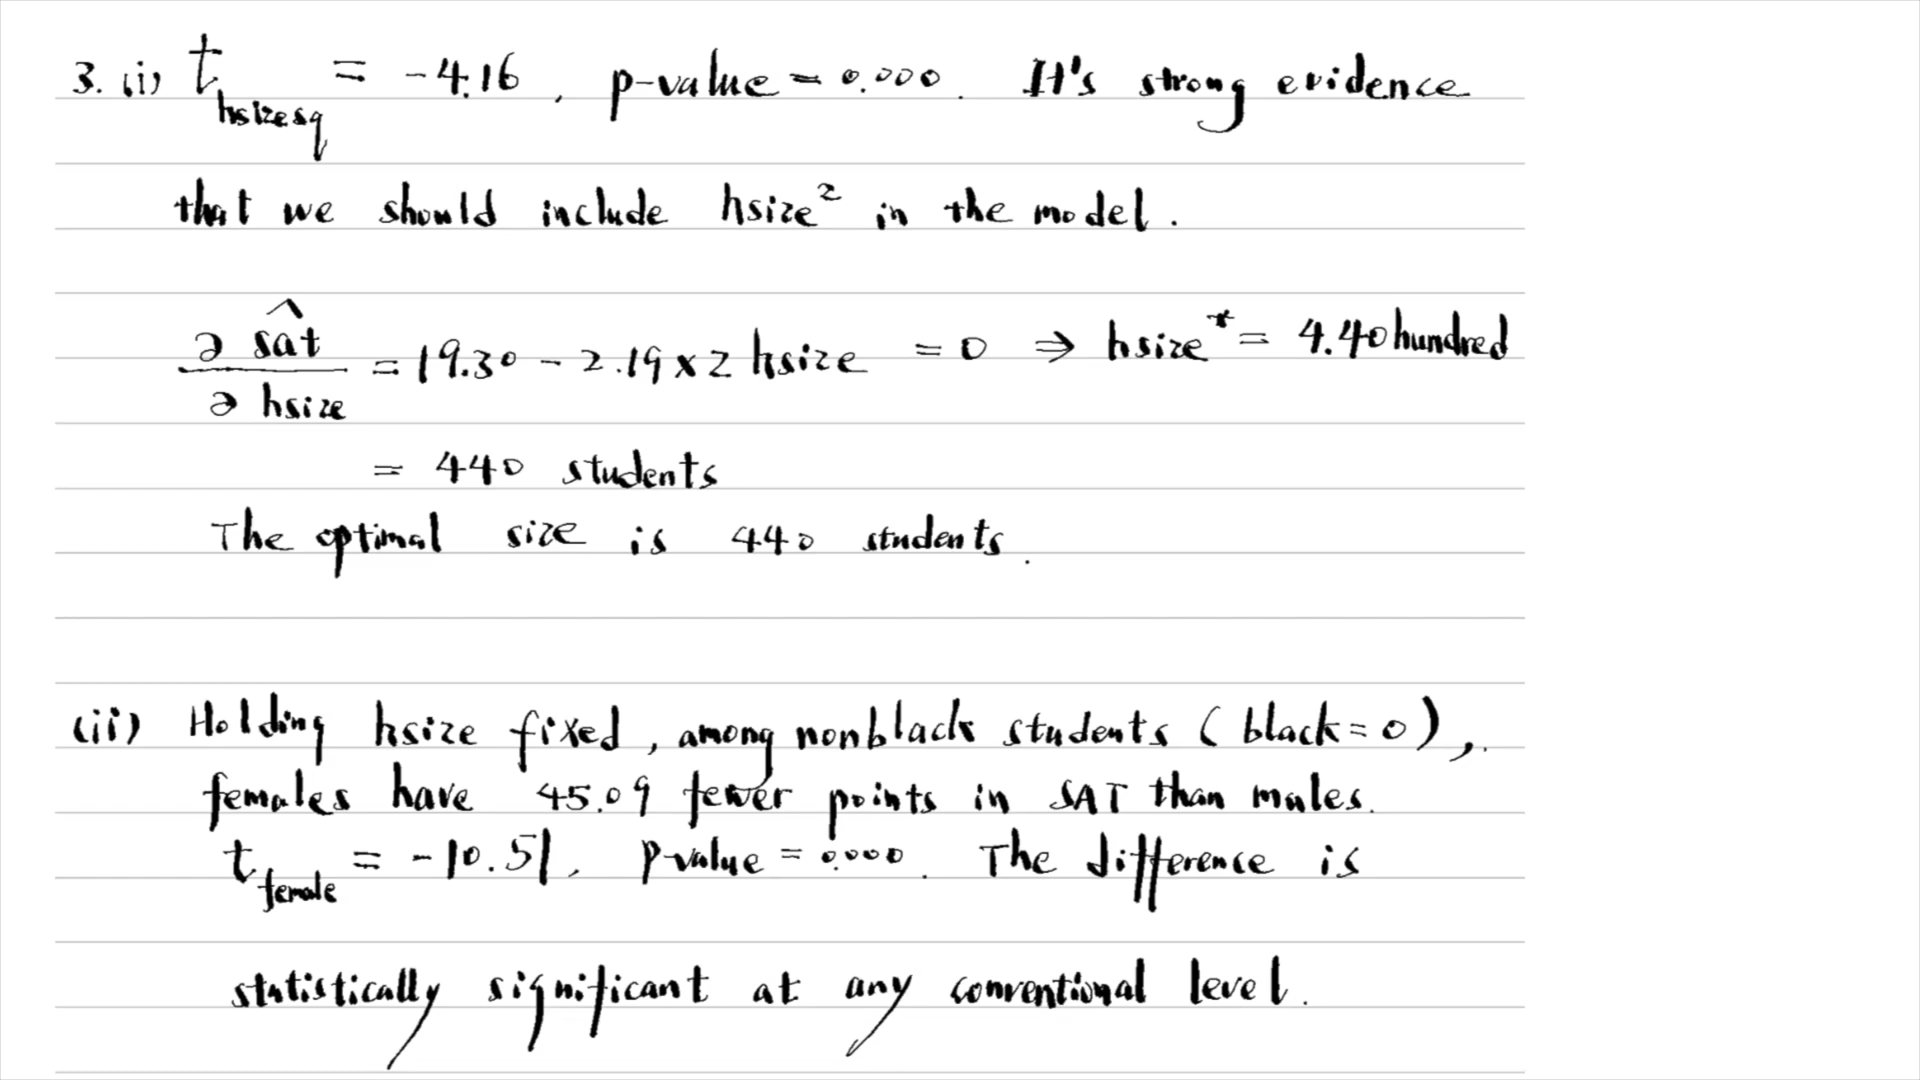 3. (i) t_hsizesq = -4.16, p-value = 0.000. It's strong evidence
that we should include hsize² in the model.
∂ sat^ / ∂ hsize = 19.30 - 2.19 × 2 hsize = 0 ⇒ hsize* = 4.40 hundred
= 440 students
The optimal size is 440 students.
(ii) Holding hsize fixed, among nonblack students (black = 0),
females have 45.09 fewer points in SAT than males.
t_female = -10.51, p-value = 0.000. The difference is
statistically significant at any conventional level.